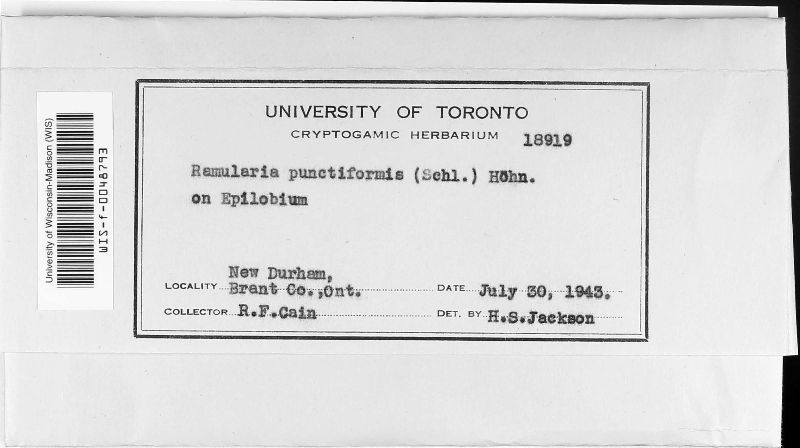 UNIVERSITY OF TORONTO
CRYPTOGAMIC HERBARIUM 18919
Ramularia punctiformis (Schl.) Höhn.
on Epilobium
New Durham,
LOCALITY Brant Co., Ont. DATE July 30, 1943.
COLLECTOR R.F.Cain DET. BY H.S.Jackson
University of Wisconsin-Madison (WIS)
WIS-f-0048793